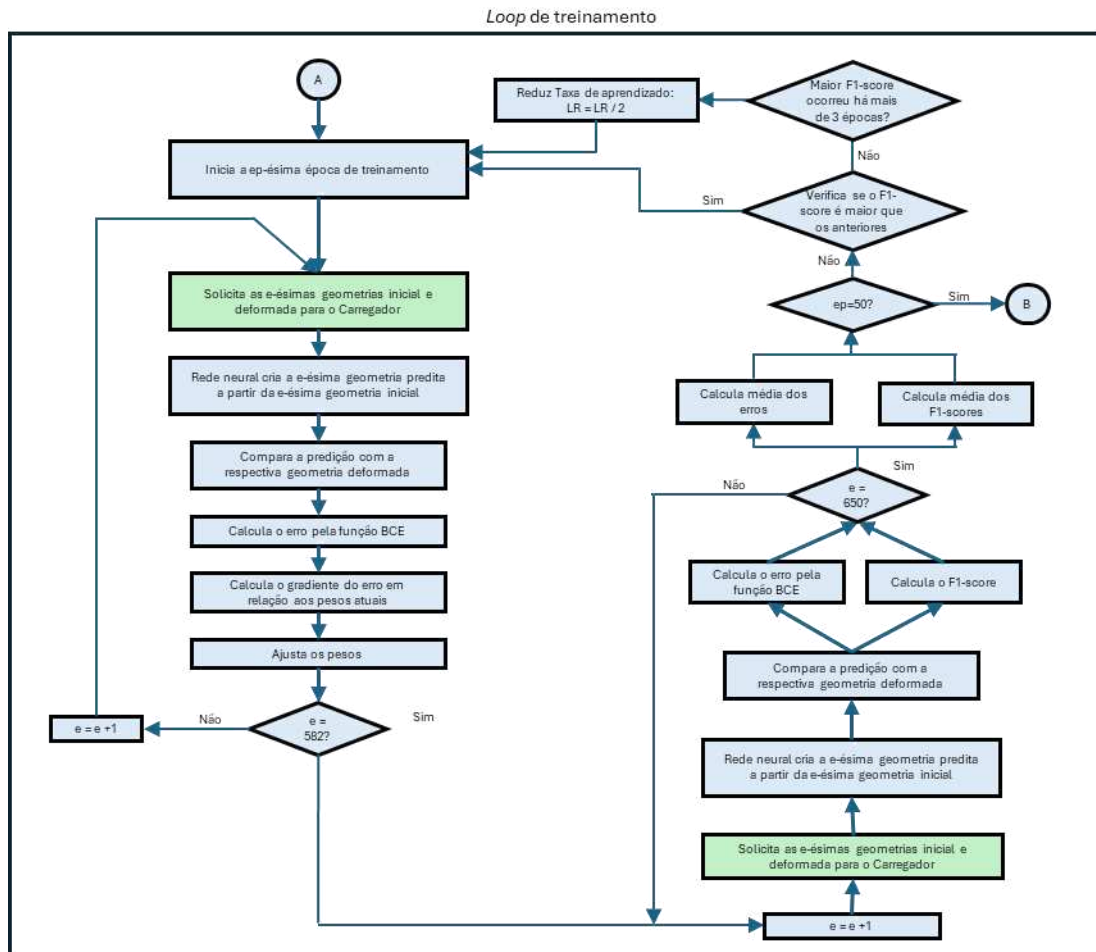 Loop de treinamento
A
Inicia a ep-ésima época de treinamento
Solicita as e-ésimas geometrias inicial e
deformada para o Carregador
Rede neural cria a e-ésima geometria predita
a partir da e-ésima geometria inicial
Compara a predição com a
respectiva geometria deformada
Calcula o erro pela função BCE
Calcula o gradiente do erro em
relação aos pesos atuais
Ajusta os pesos
e =
582?
Não
Sim
e = e +1
e = e +1
Solicita as e-ésimas geometrias inicial e
deformada para o Carregador
Rede neural cria a e-ésima geometria predita
a partir da e-ésima geometria inicial
Compara a predição com a
respectiva geometria deformada
Calcula o erro pela
função BCE
Calcula o F1-score
e =
650?
Não
Sim
Calcula média dos
erros
Calcula média dos
F1-scores
ep=50?
Sim
B
Não
Verifica se o F1-
score é maior que
os anteriores
Sim
Não
Maior F1-score
ocorreu há mais
de 3 épocas?
Reduz Taxa de aprendizado:
LR = LR / 2